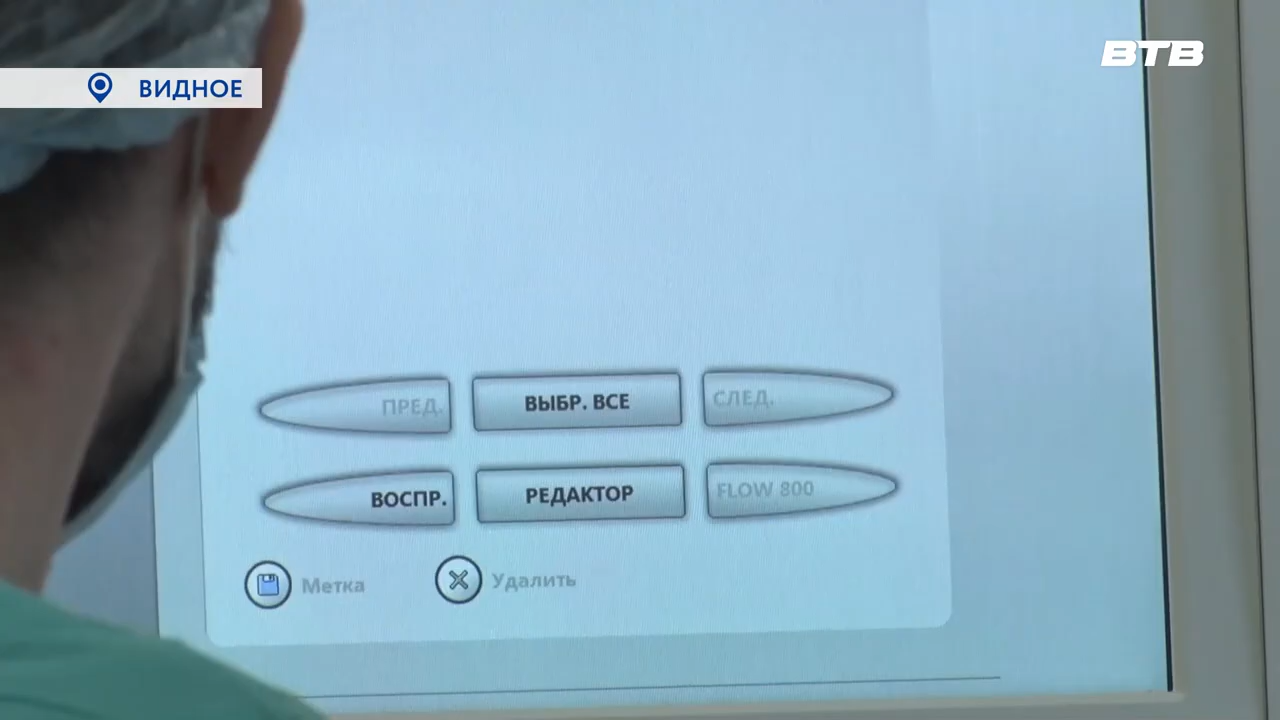 ВТВ
ВИДНОЕ
ПРЕД. ВЫБР. ВСЕ СЛЕД.
ВОСПР. РЕДАКТОР FLOW 800
Метка Удалить